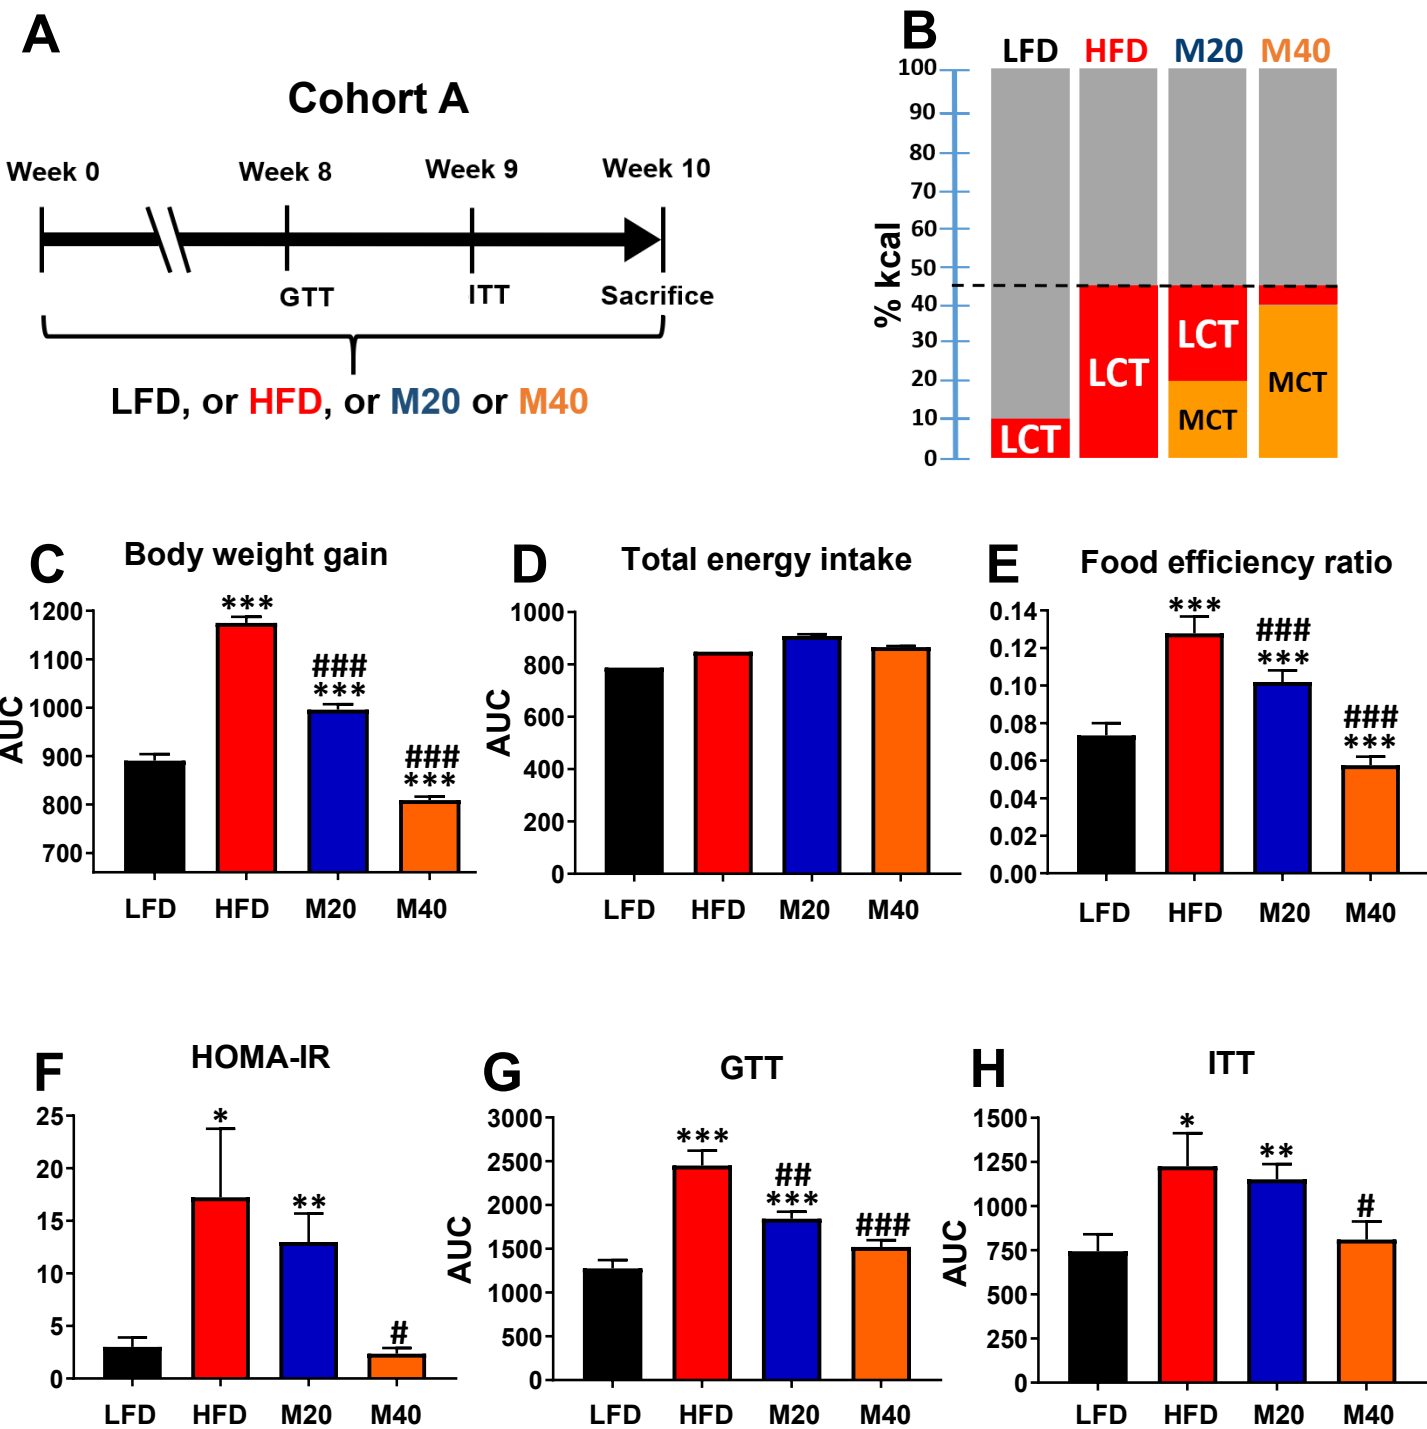 A
Cohort A
Week 0
Week 8
Week 9
Week 10
GTT
ITT
Sacrifice
LFD, or HFD, or M20 or M40
B
LFD HFD M20 M40
% kcal
100
90
80
70
60
50
40
30
20
10
0
LCT
LCT
LCT
MCT
MCT
C
Body weight gain
AUC
1200
1100
1000
900
800
700
***
###
***
###
***
LFD HFD M20 M40
D
Total energy intake
AUC
1000
800
600
400
200
0
LFD HFD M20 M40
E
Food efficiency ratio
0.14
0.12
0.10
0.08
0.06
0.04
0.02
0.00
***
###
***
###
***
LFD HFD M20 M40
F
HOMA-IR
25
20
15
10
5
0
*
**
#
LFD HFD M20 M40
G
GTT
AUC
3000
2500
2000
1500
1000
500
0
***
##
***
###
LFD HFD M20 M40
H
ITT
AUC
1500
1250
1000
750
500
250
0
*
**
#
LFD HFD M20 M40